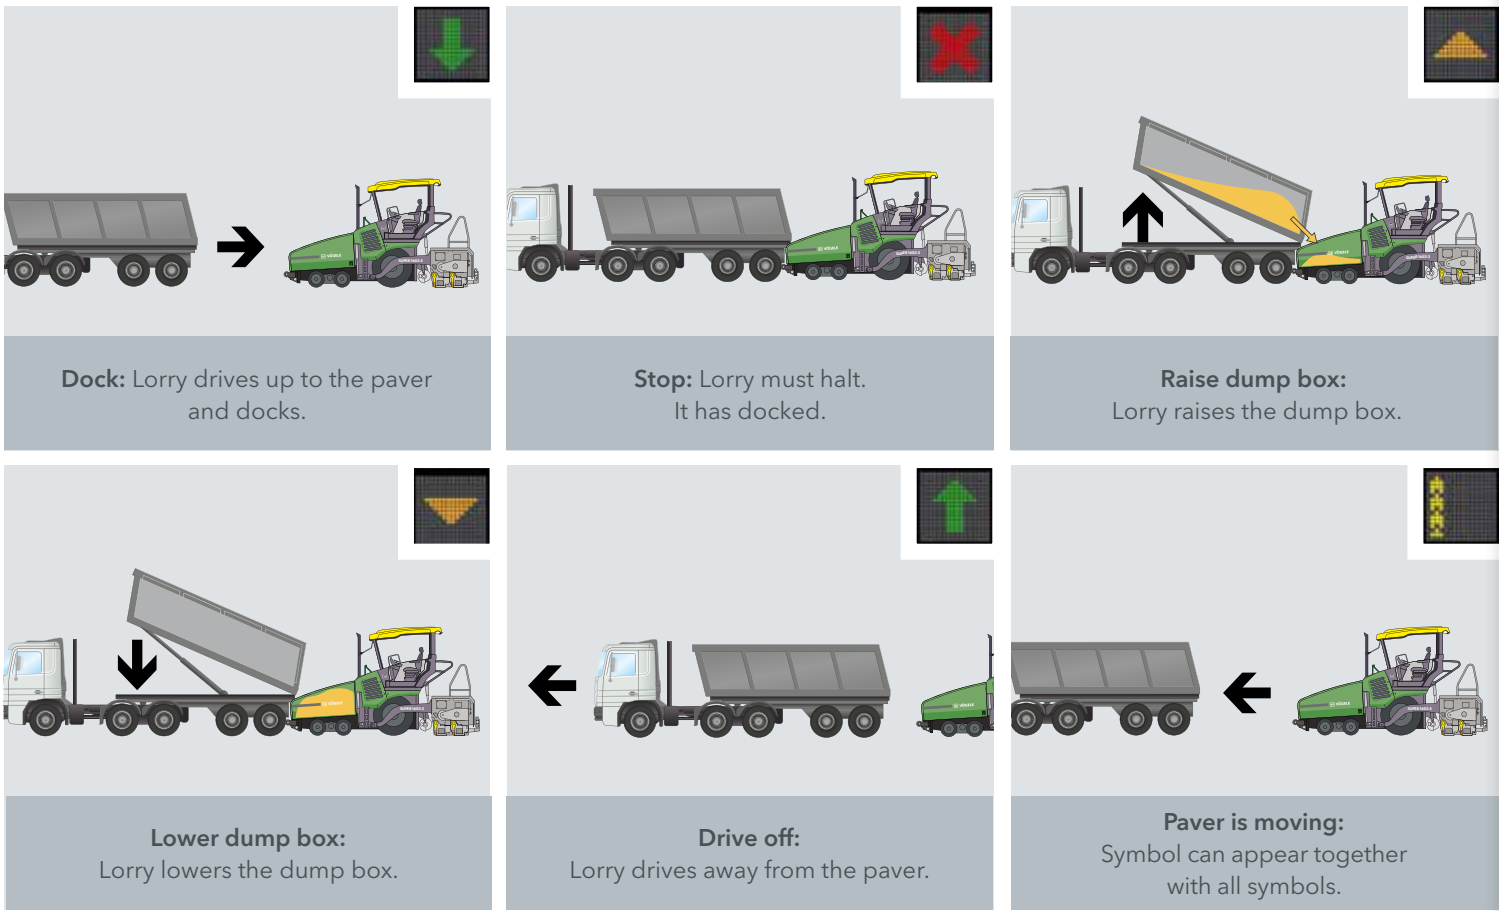 Dock: Lorry drives up to the paver
and docks.
Stop: Lorry must halt.
It has docked.
Raise dump box:
Lorry raises the dump box.
Lower dump box:
Lorry lowers the dump box.
Drive off:
Lorry drives away from the paver.
Paver is moving:
Symbol can appear together
with all symbols.